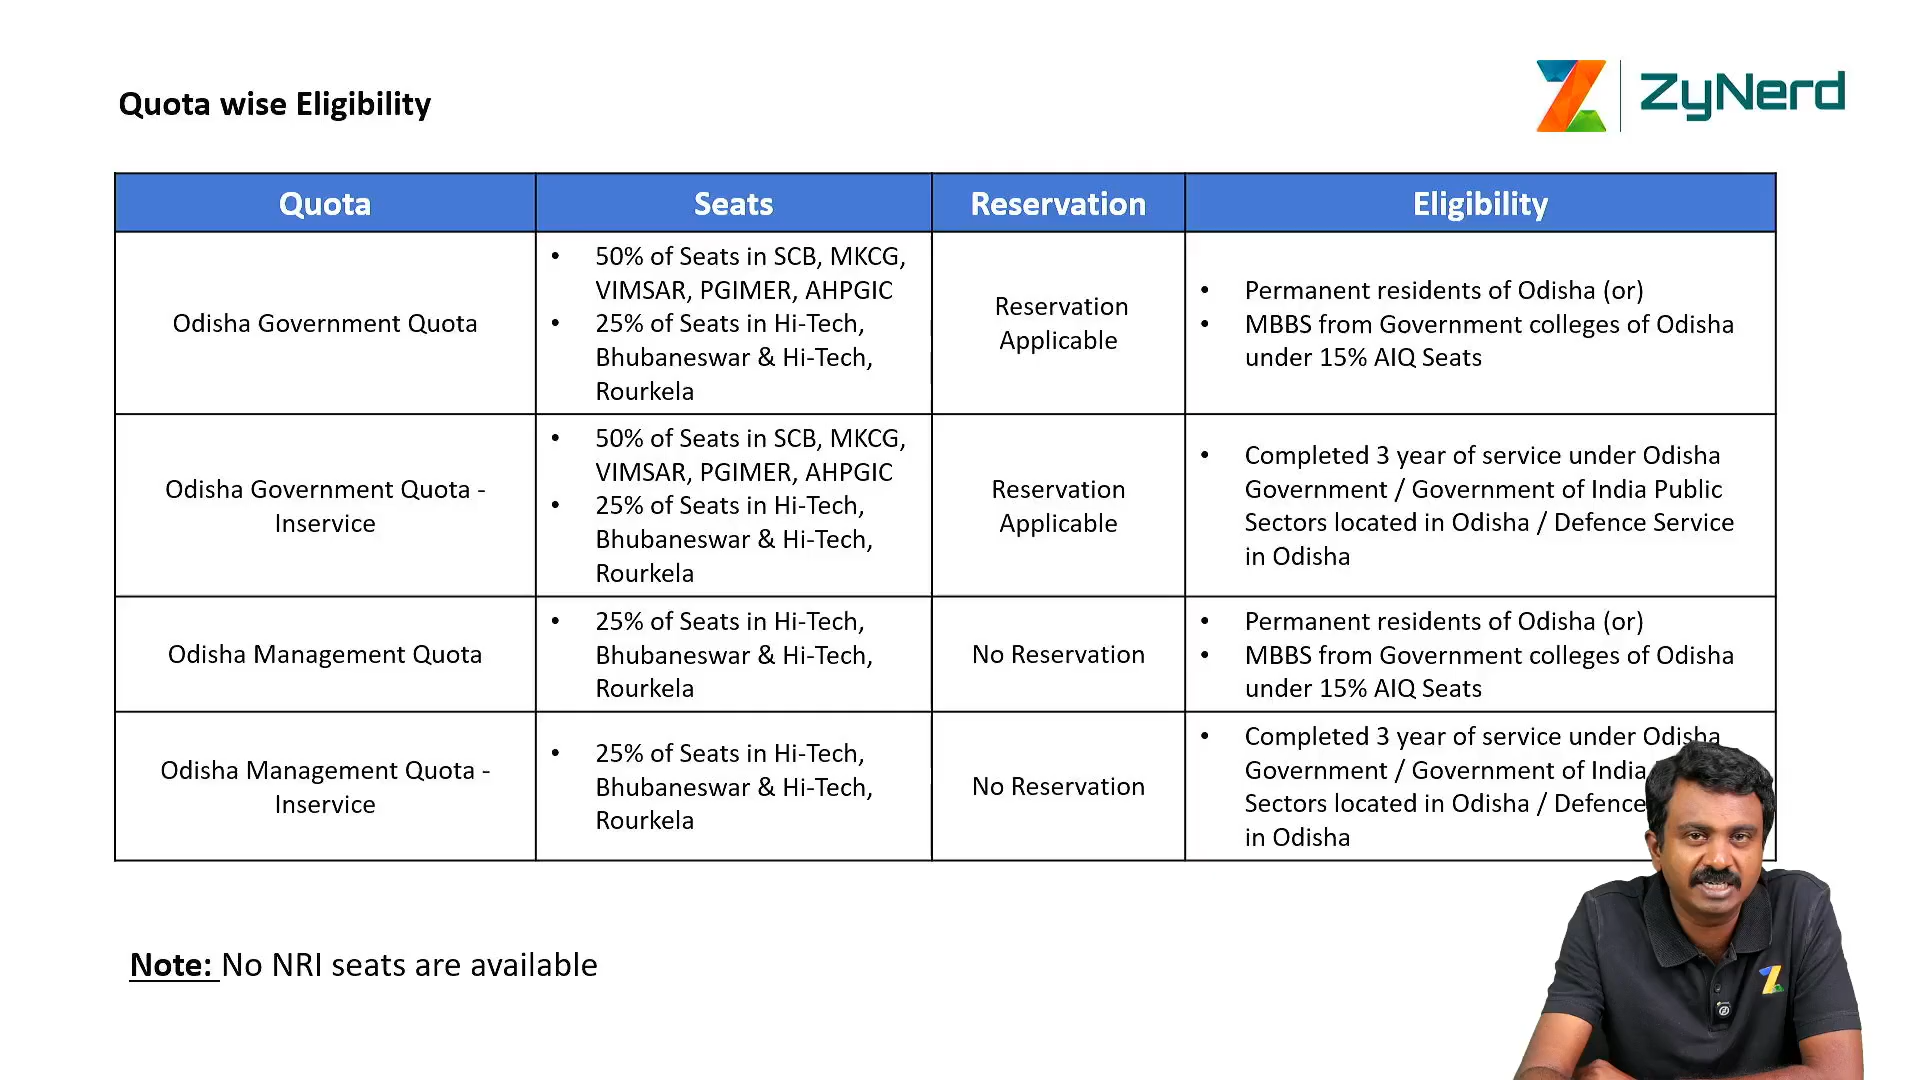 Quota wise Eligibility
ZyNerd
Quota
Seats
Reservation
Eligibility
Odisha Government Quota
• 50% of Seats in SCB, MKCG,
VIMSAR, PGIMER, AHPGIC
• 25% of Seats in Hi-Tech,
Bhubaneswar & Hi-Tech,
Rourkela
Reservation
Applicable
• Permanent residents of Odisha (or)
• MBBS from Government colleges of Odisha
under 15% AIQ Seats
Odisha Government Quota -
Inservice
• 50% of Seats in SCB, MKCG,
VIMSAR, PGIMER, AHPGIC
• 25% of Seats in Hi-Tech,
Bhubaneswar & Hi-Tech,
Rourkela
Reservation
Applicable
• Completed 3 year of service under Odisha
Government / Government of India Public
Sectors located in Odisha / Defence Service
in Odisha
Odisha Management Quota
• 25% of Seats in Hi-Tech,
Bhubaneswar & Hi-Tech,
Rourkela
No Reservation
• Permanent residents of Odisha (or)
• MBBS from Government colleges of Odisha
under 15% AIQ Seats
Odisha Management Quota -
Inservice
• 25% of Seats in Hi-Tech,
Bhubaneswar & Hi-Tech,
Rourkela
No Reservation
• Completed 3 year of service under Odisha
Government / Government of India
Sectors located in Odisha / Defence
in Odisha
Note: No NRI seats are available